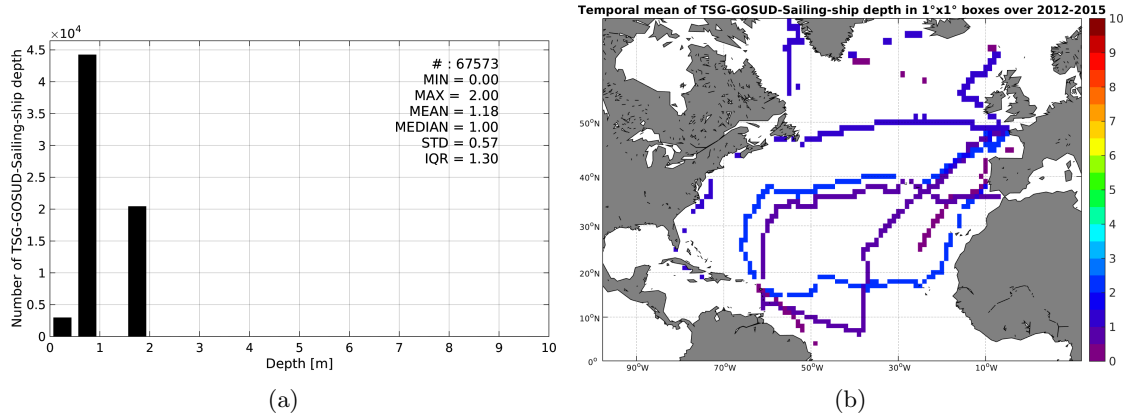 ×10⁴
4.5
4
3.5
3
2.5
2
1.5
1
0.5
0
Number of TSG-GOSUD-Sailing-ship depth
# : 67573
MIN = 0.00
MAX = 2.00
MEAN = 1.18
MEDIAN = 1.00
STD = 0.57
IQR = 1.30
0 1 2 3 4 5 6 7 8 9 10
Depth [m]
(a)
Temporal mean of TSG-GOSUD-Sailing-ship depth in 1°x1° boxes over 2012-2015
50°N
40°N
30°N
20°N
10°N
0°
90°W 70°W 50°W 30°W 10°W
10
9
8
7
6
5
4
3
2
1
0
(b)